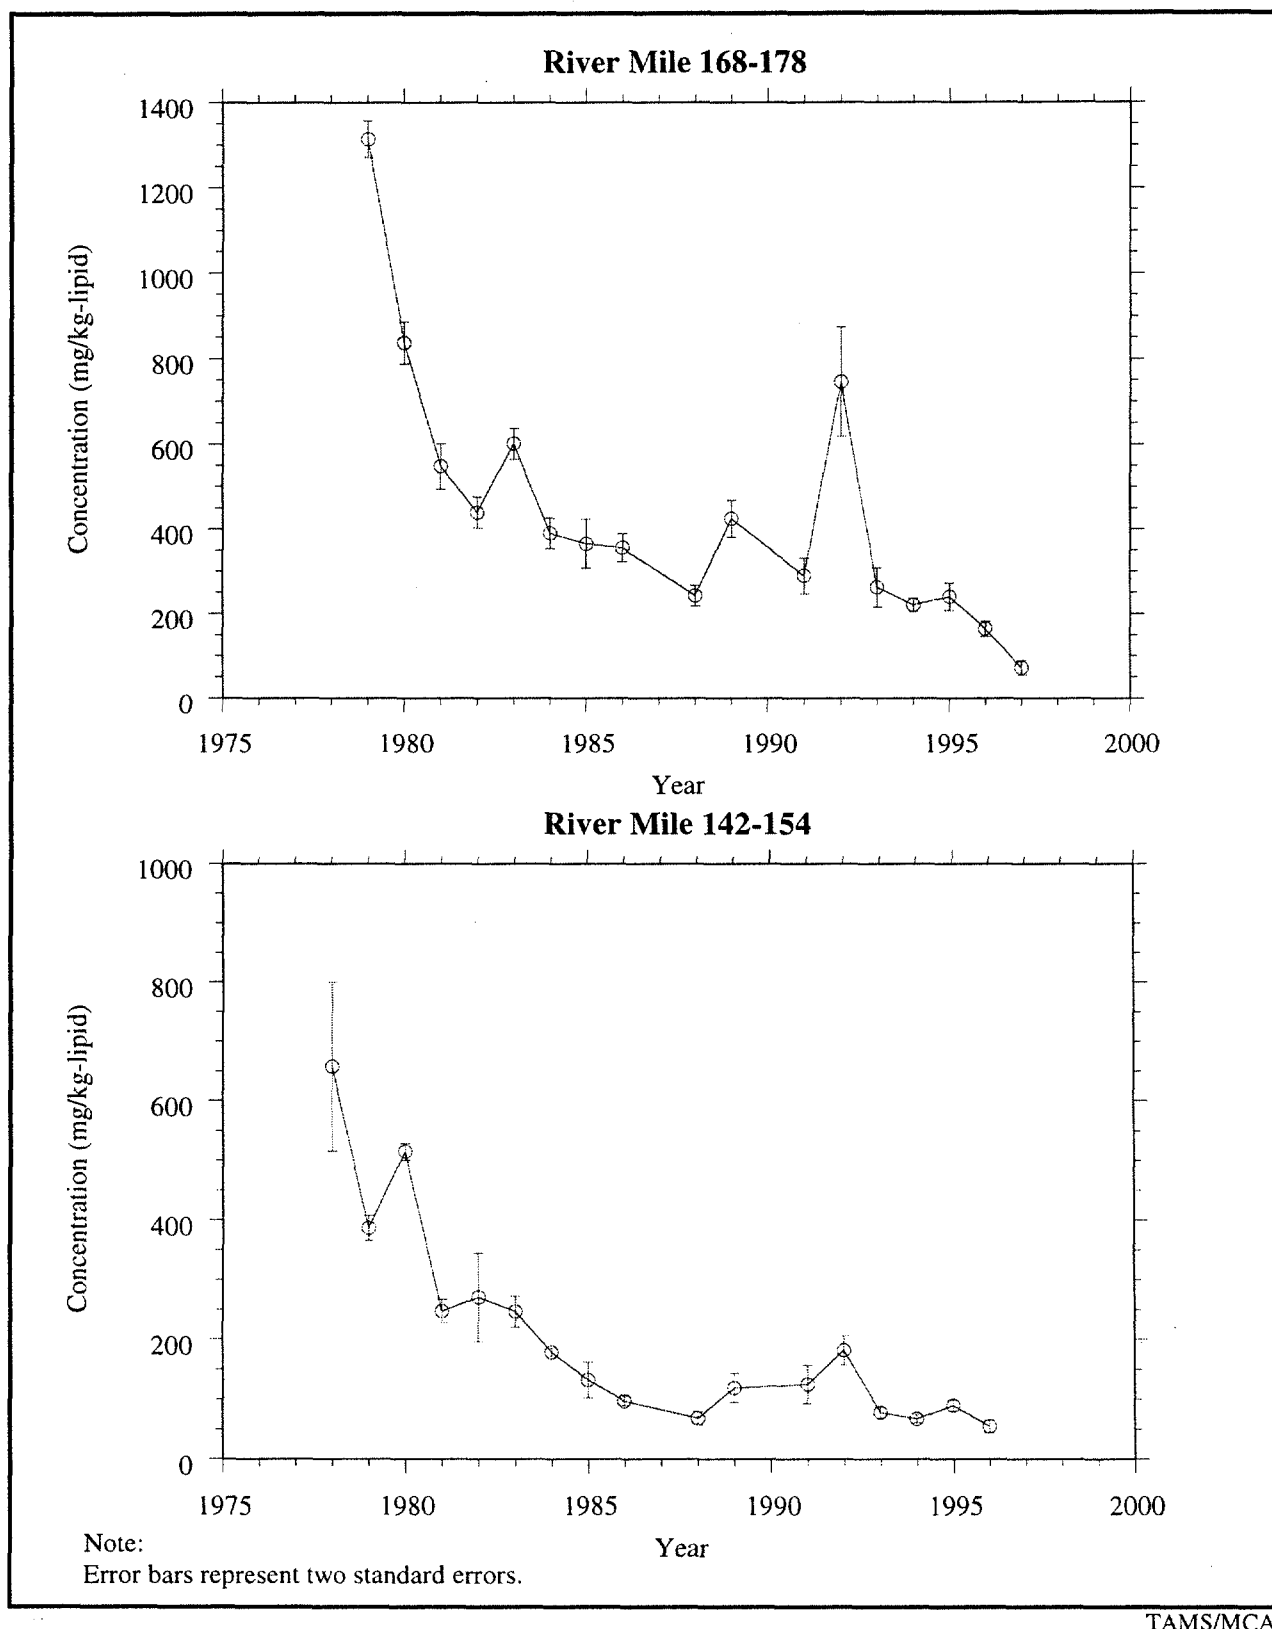 River Mile 168-178
1400
1200
1000
800
600
400
200
0
Concentration (mg/kg-lipid)
1975 1980 1985 1990 1995 2000
Year
River Mile 142-154
1000
800
600
400
200
0
Concentration (mg/kg-lipid)
1975 1980 1985 1990 1995 2000
Year
Note:
Error bars represent two standard errors.
TAMS/MCA